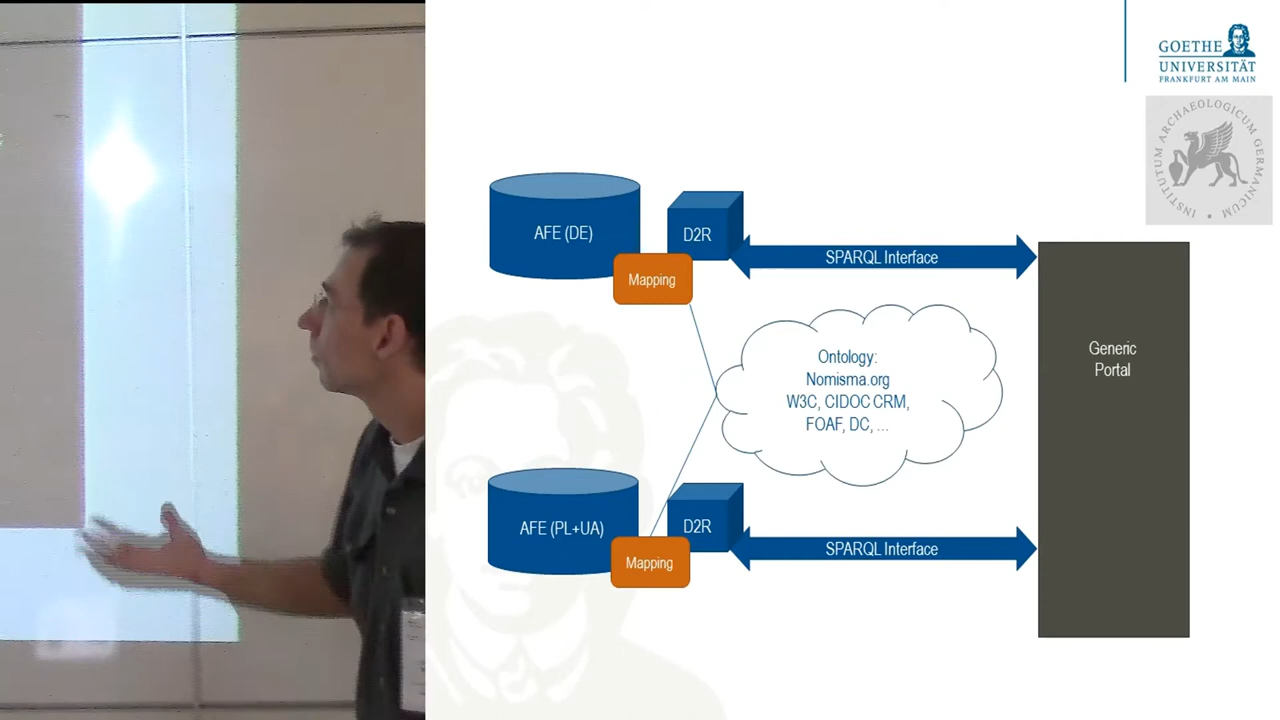 GOETHE
UNIVERSITÄT
FRANKFURT AM MAIN
INSTITUTUM ARCHAEOLOGICUM GERMANICUM
AFE (DE)
D2R
Mapping
SPARQL Interface
Ontology:
Nomisma.org
W3C, CIDOC CRM,
FOAF, DC, ...
Generic
Portal
AFE (PL+UA)
D2R
Mapping
SPARQL Interface